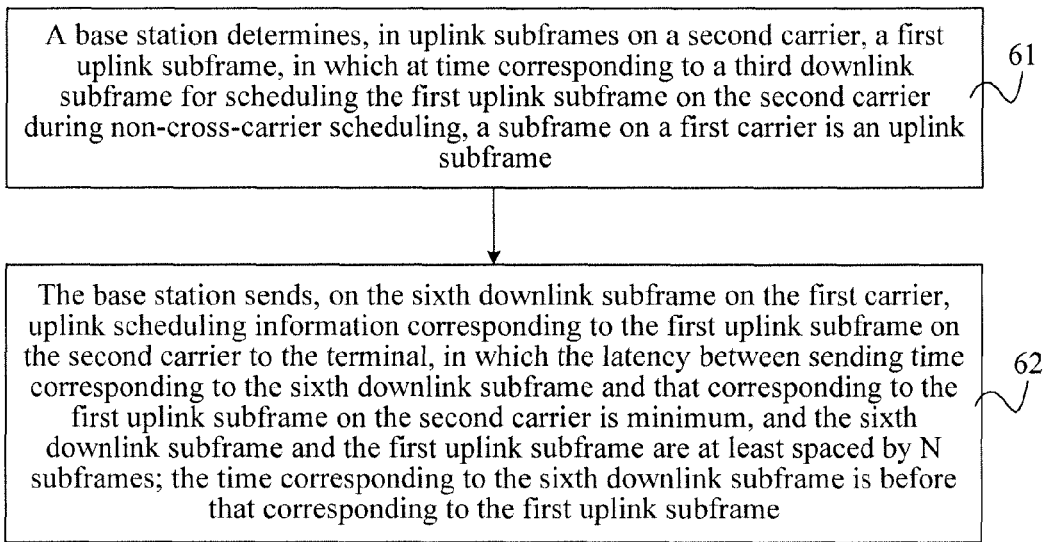 A base station determines, in uplink subframes on a second carrier, a first
uplink subframe, in which at time corresponding to a third downlink
subframe for scheduling the first uplink subframe on the second carrier
during non-cross-carrier scheduling, a subframe on a first carrier is an uplink
subframe
61
The base station sends, on the sixth downlink subframe on the first carrier,
uplink scheduling information corresponding to the first uplink subframe on
the second carrier to the terminal, in which the latency between sending time
corresponding to the sixth downlink subframe and that corresponding to the
first uplink subframe on the second carrier is minimum, and the sixth
downlink subframe and the first uplink subframe are at least spaced by N
subframes; the time corresponding to the sixth downlink subframe is before
that corresponding to the first uplink subframe
62